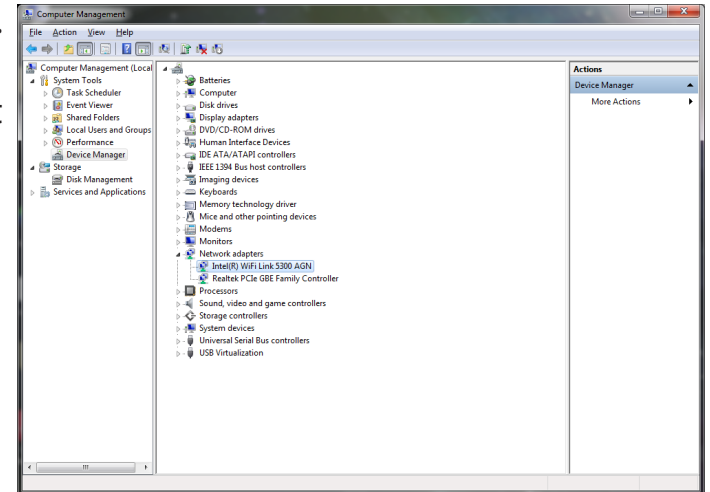 Computer Management
File Action View Help
Computer Management (Local
System Tools
Task Scheduler
Event Viewer
Shared Folders
Local Users and Groups
Performance
Device Manager
Storage
Disk Management
Services and Applications
Batteries
Computer
Disk drives
Display adapters
DVD/CD-ROM drives
Human Interface Devices
IDE ATA/ATAPI controllers
IEEE 1394 Bus host controllers
Imaging devices
Keyboards
Memory technology driver
Mice and other pointing devices
Modems
Monitors
Network adapters
Intel(R) WiFi Link 5300 AGN
Realtek PCIe GBE Family Controller
Processors
Sound, video and game controllers
Storage controllers
System devices
Universal Serial Bus controllers
USB Virtualization
Actions
Device Manager
More Actions